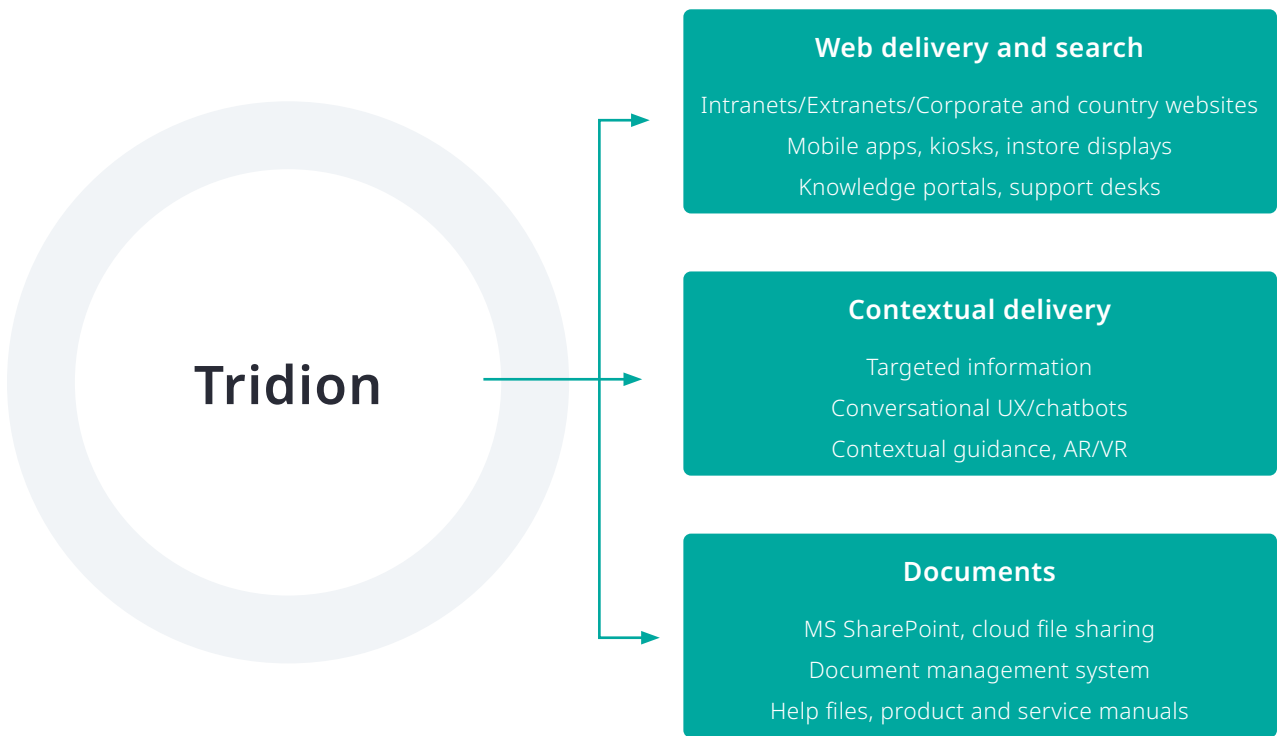 Tridion
Web delivery and search
Intranets/Extranets/Corporate and country websites
Mobile apps, kiosks, instore displays
Knowledge portals, support desks
Contextual delivery
Targeted information
Conversational UX/chatbots
Contextual guidance, AR/VR
Documents
MS SharePoint, cloud file sharing
Document management system
Help files, product and service manuals